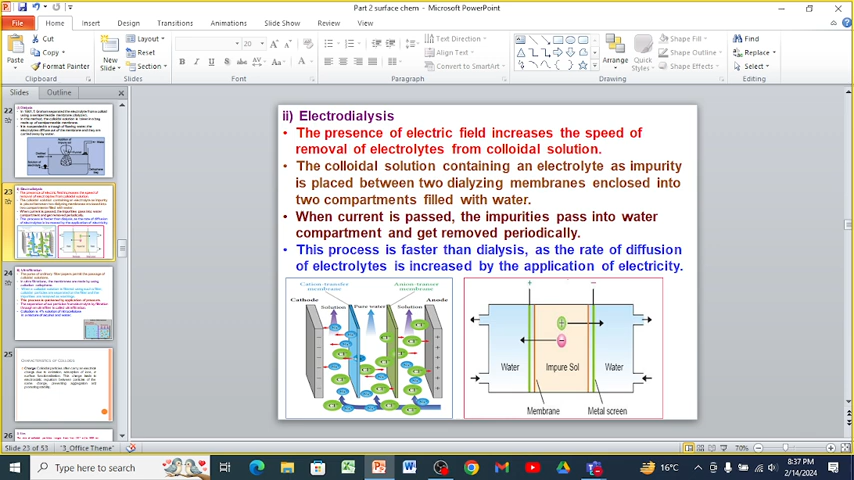 Part 2 surface chem - Microsoft PowerPoint
File
Home
Insert
Design
Transitions
Animations
Slide Show
Review
View
Paste
Cut
Copy
Format Painter
Clipboard
New Slide
Layout
Reset
Section
Slides
20
Font
Text Direction
Align Text
Convert to SmartArt
Paragraph
Arrange
Quick Styles
Shape Fill
Shape Outline
Shape Effects
Drawing
Find
Replace
Select
Editing
Slides
Outline
22
23
24
25
CHARACTERISTICS OF COLLOIDS
26
ii) Electrodialysis
• The presence of electric field increases the speed of
removal of electrolytes from colloidal solution.
• The colloidal solution containing an electrolyte as impurity
is placed between two dialyzing membranes enclosed into
two compartments filled with water.
• When current is passed, the impurities pass into water
compartment and get removed periodically.
• This process is faster than dialysis, as the rate of diffusion
of electrolytes is increased by the application of electricity.
Cation-transfer membrane
Anion-transfer membrane
Cathode
Solution
Pure water
Solution
Anode
+
−
Water
Impure Sol
Water
Membrane
Metal screen
Slide 23 of 53
"3_Office Theme"
70%
Type here to search
16°C
8:37 PM
2/14/2024